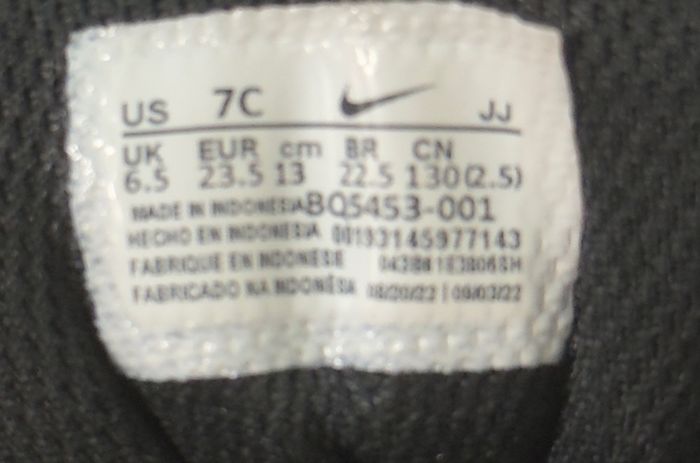 US 7C JJ
UK EUR cm BR CN
6.5 23.5 13 22.5 130(2.5)
MADE IN INDONESIA BQ5453-001
HECHO EN INDONESIA 00193145977143
FABRIQUE EN INDONESIE
FABRICADO NA INDONÉSIA 08/20/22 | 09/03/22